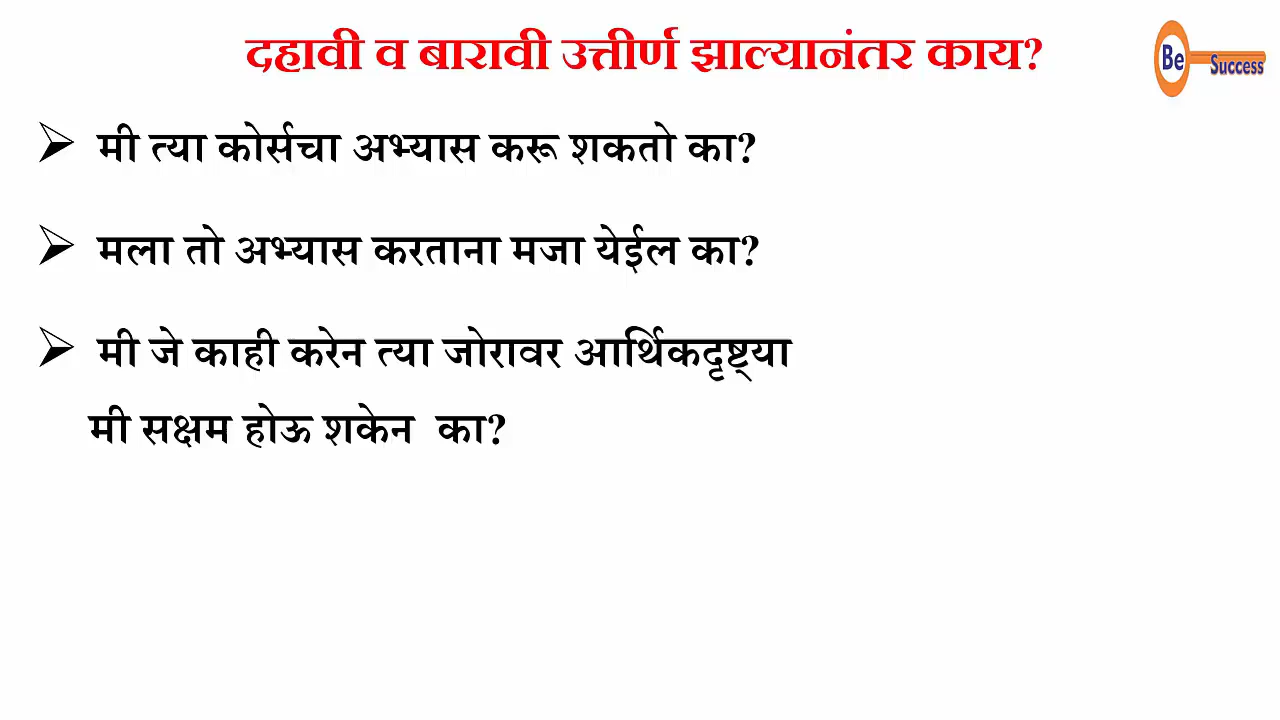 दहावी व बारावी उत्तीर्ण झाल्यानंतर काय?
Be Success
➢ मी त्या कोर्सचा अभ्यास करू शकतो का?
➢ मला तो अभ्यास करताना मजा येईल का?
➢ मी जे काही करेन त्या जोरावर आर्थिकदृष्ट्या
मी सक्षम होऊ शकेन का?